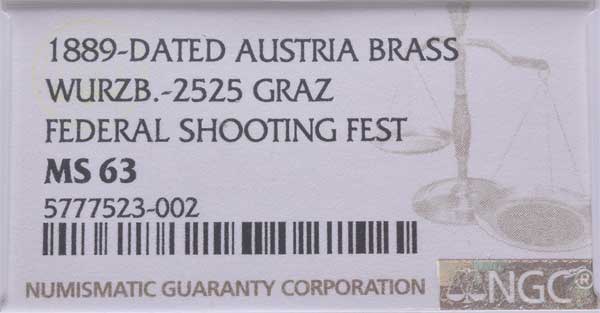 1889-DATED AUSTRIA BRASS
WURZB.-2525 GRAZ
FEDERAL SHOOTING FEST
MS 63
5777523-002
NUMISMATIC GUARANTY CORPORATION
NGC®